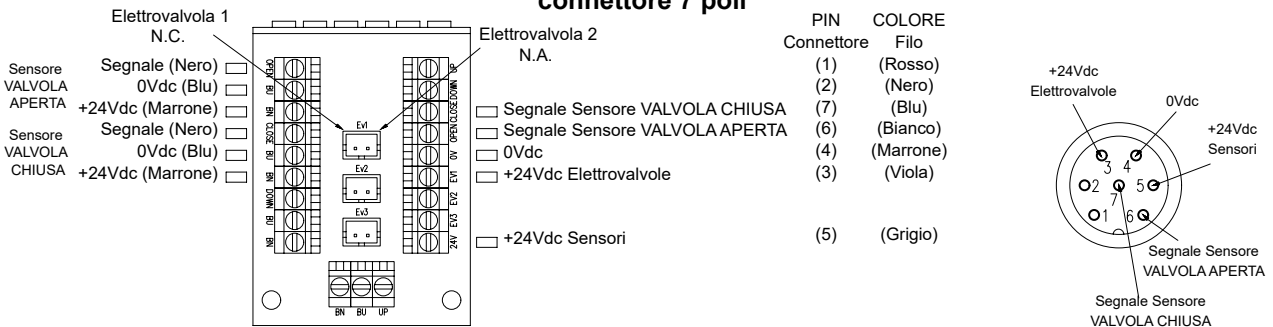 connettore 7 poli
Elettrovalvola 1
N.C.
Elettrovalvola 2
N.A.
Sensore
VALVOLA
APERTA
Segnale (Nero)
0Vdc (Blu)
+24Vdc (Marrone)
Sensore
VALVOLA
CHIUSA
Segnale (Nero)
0Vdc (Blu)
+24Vdc (Marrone)
OPEN
BU
BN
CLOSE
BU
BN
DOWN
BU
BN
Ev1
Ev2
Ev3
UP
DOWN
CLOSE
OPEN
0V
EV1
EV2
EV3
24V
BN BU UP
Segnale Sensore VALVOLA CHIUSA
Segnale Sensore VALVOLA APERTA
0Vdc
+24Vdc Elettrovalvole
+24Vdc Sensori
PIN COLORE
Connettore Filo
(1) (Rosso)
(2) (Nero)
(7) (Blu)
(6) (Bianco)
(4) (Marrone)
(3) (Viola)
(5) (Grigio)
+24Vdc
Elettrovalvole
0Vdc
+24Vdc
Sensori
3 4
2 7 5
1 6
Segnale Sensore
VALVOLA APERTA
Segnale Sensore
VALVOLA CHIUSA